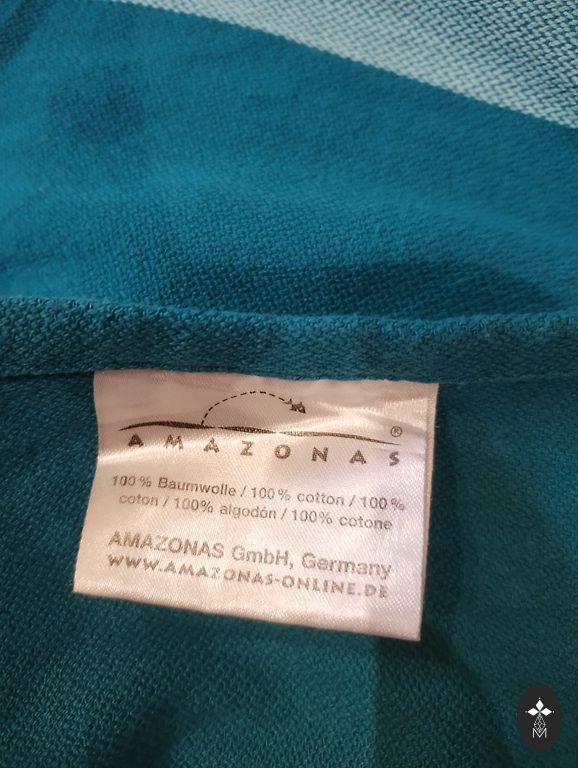 AMAZONAS ®
100 % Baumwolle / 100 % cotton / 100 %
coton / 100% algodón / 100% cotone
AMAZONAS GmbH, Germany
WWW.AMAZONAS-ONLINE.DE
M